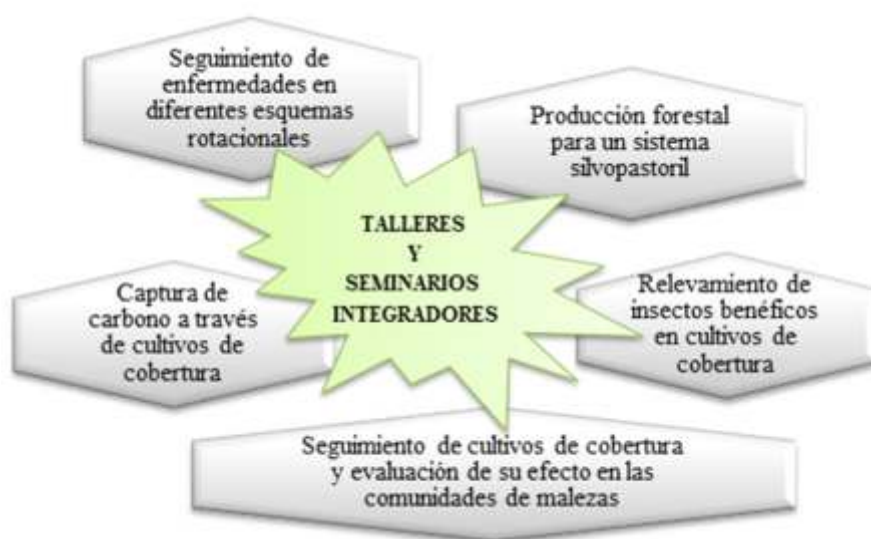 Seguimiento de
enfermedades en
diferentes esquemas
rotacionales
Producción forestal
para un sistema
silvopastoril
TALLERES
Y
SEMINARIOS
INTEGRADORES
Captura de
carbono a través
de cultivos de
cobertura
Relevamiento de
insectos benéficos
en cultivos de
cobertura
Seguimiento de cultivos de cobertura
y evaluación de su efecto en las
comunidades de malezas